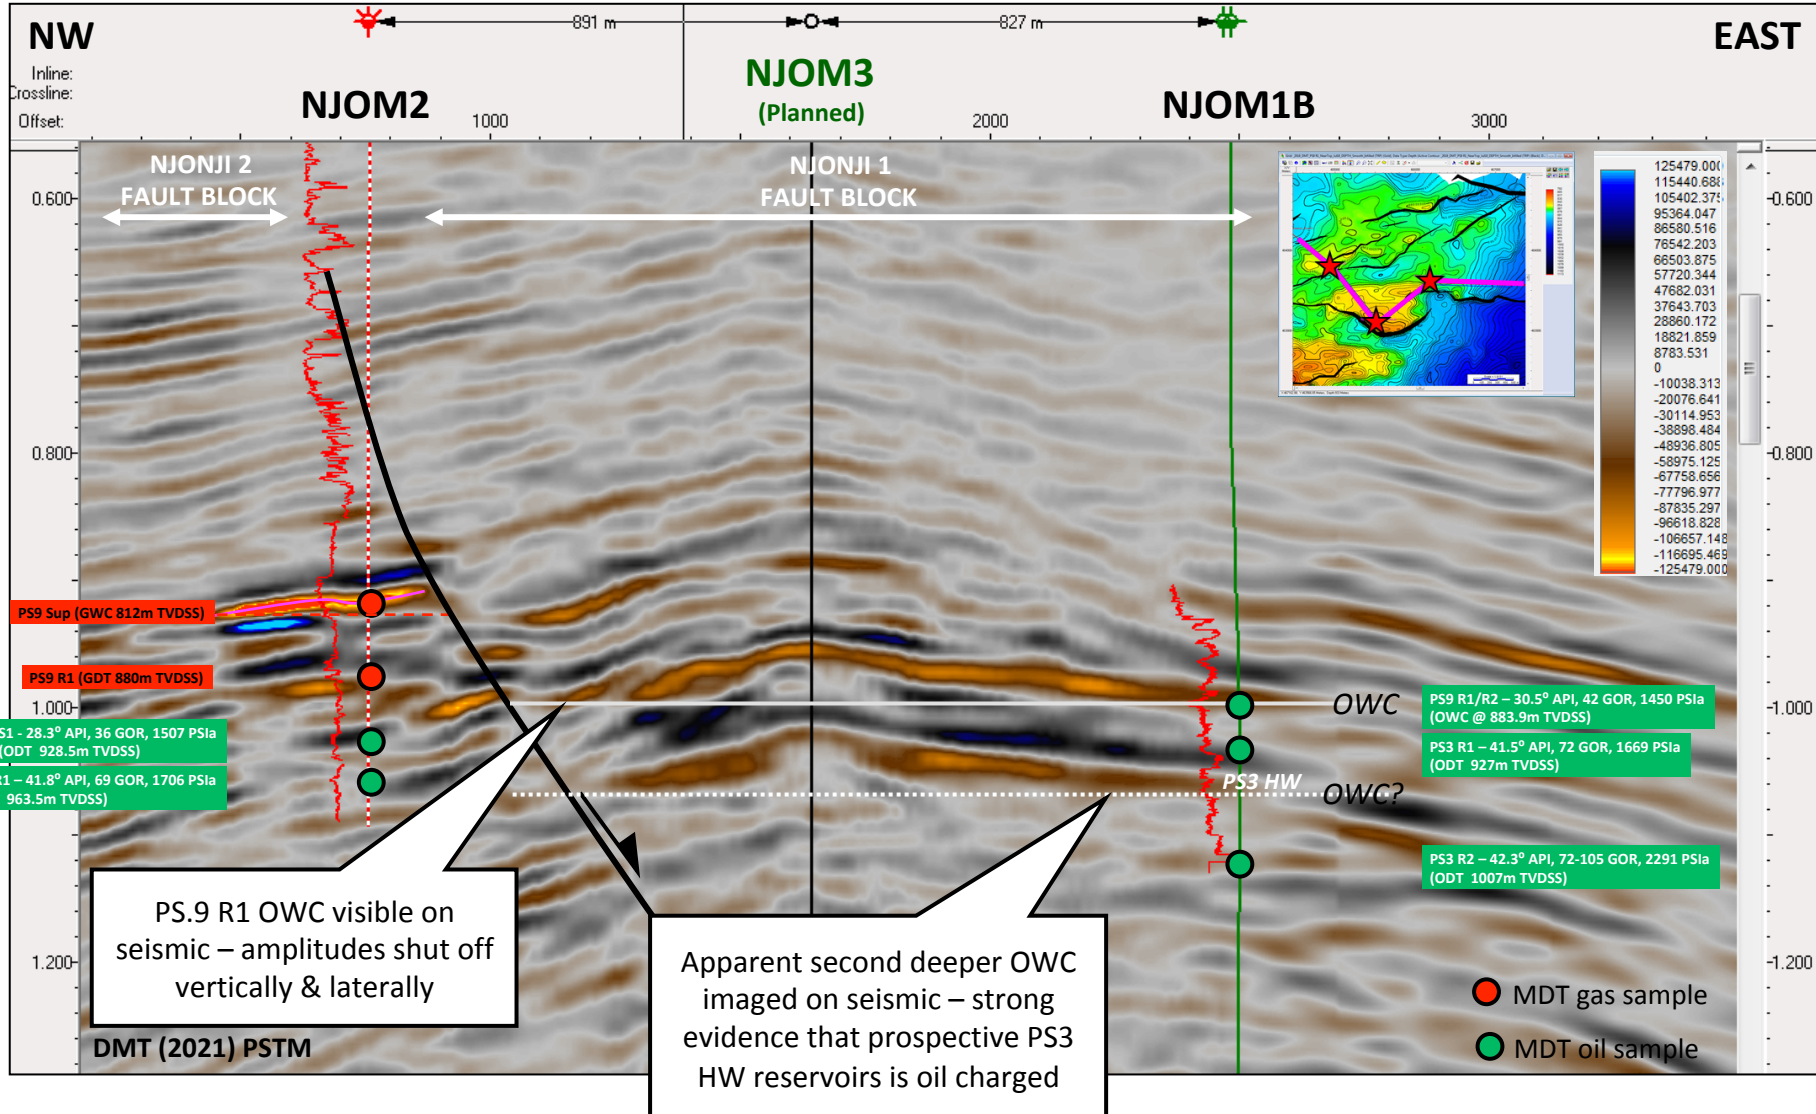 891 m
827 m
NW
EAST
Inline:
Crossline:
Offset:
NJOM2
NJOM3
(Planned)
NJOM1B
1000
2000
3000
NJONJI 2
FAULT BLOCK
NJONJI 1
FAULT BLOCK
0.600
0.800
1.000
1.200
0.600
0.800
1.000
1.200
125479.000
115440.688
105402.375
95364.047
86580.516
76542.203
66503.875
57720.344
47682.031
37643.703
28860.172
18821.859
8783.531
0
-10038.313
-20076.641
-30114.953
-38898.484
-48936.805
-58975.125
-67758.656
-77796.977
-87835.297
-96618.828
-106657.148
-116695.469
-125479.000
PS9 Sup (GWC 812m TVDSS)
PS9 R1 (GDT 880m TVDSS)
S1 - 28.3⁰ API, 36 GOR, 1507 PSIa
(ODT 928.5m TVDSS)
R1 – 41.8⁰ API, 69 GOR, 1706 PSIa
963.5m TVDSS)
OWC
PS9 R1/R2 – 30.5⁰ API, 42 GOR, 1450 PSIa
(OWC @ 883.9m TVDSS)
PS3 R1 – 41.5⁰ API, 72 GOR, 1669 PSIa
(ODT 927m TVDSS)
PS3 HW
OWC?
PS3 R2 – 42.3⁰ API, 72-105 GOR, 2291 PSIa
(ODT 1007m TVDSS)
PS.9 R1 OWC visible on
seismic – amplitudes shut off
vertically & laterally
Apparent second deeper OWC
imaged on seismic – strong
evidence that prospective PS3
HW reservoirs is oil charged
MDT gas sample
MDT oil sample
DMT (2021) PSTM